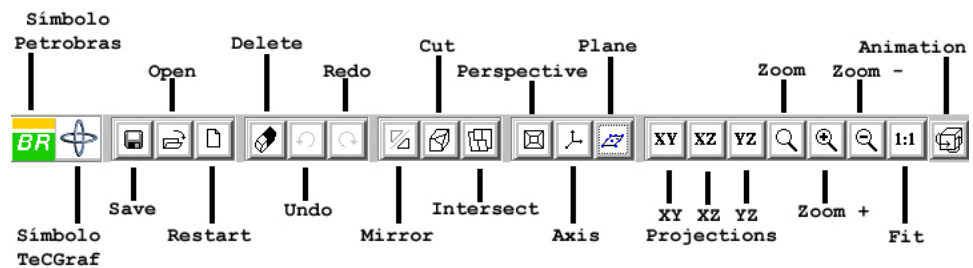 Símbolo
Petrobras
Delete
Cut
Plane
Animation
Open
Redo
Perspective
Zoom
Zoom -
BR
XY
XZ
YZ
1:1
Save
Undo
Intersect
XY XZ YZ
Zoom +
Símbolo
TeCGraf
Restart
Mirror
Axis
Projections
Fit